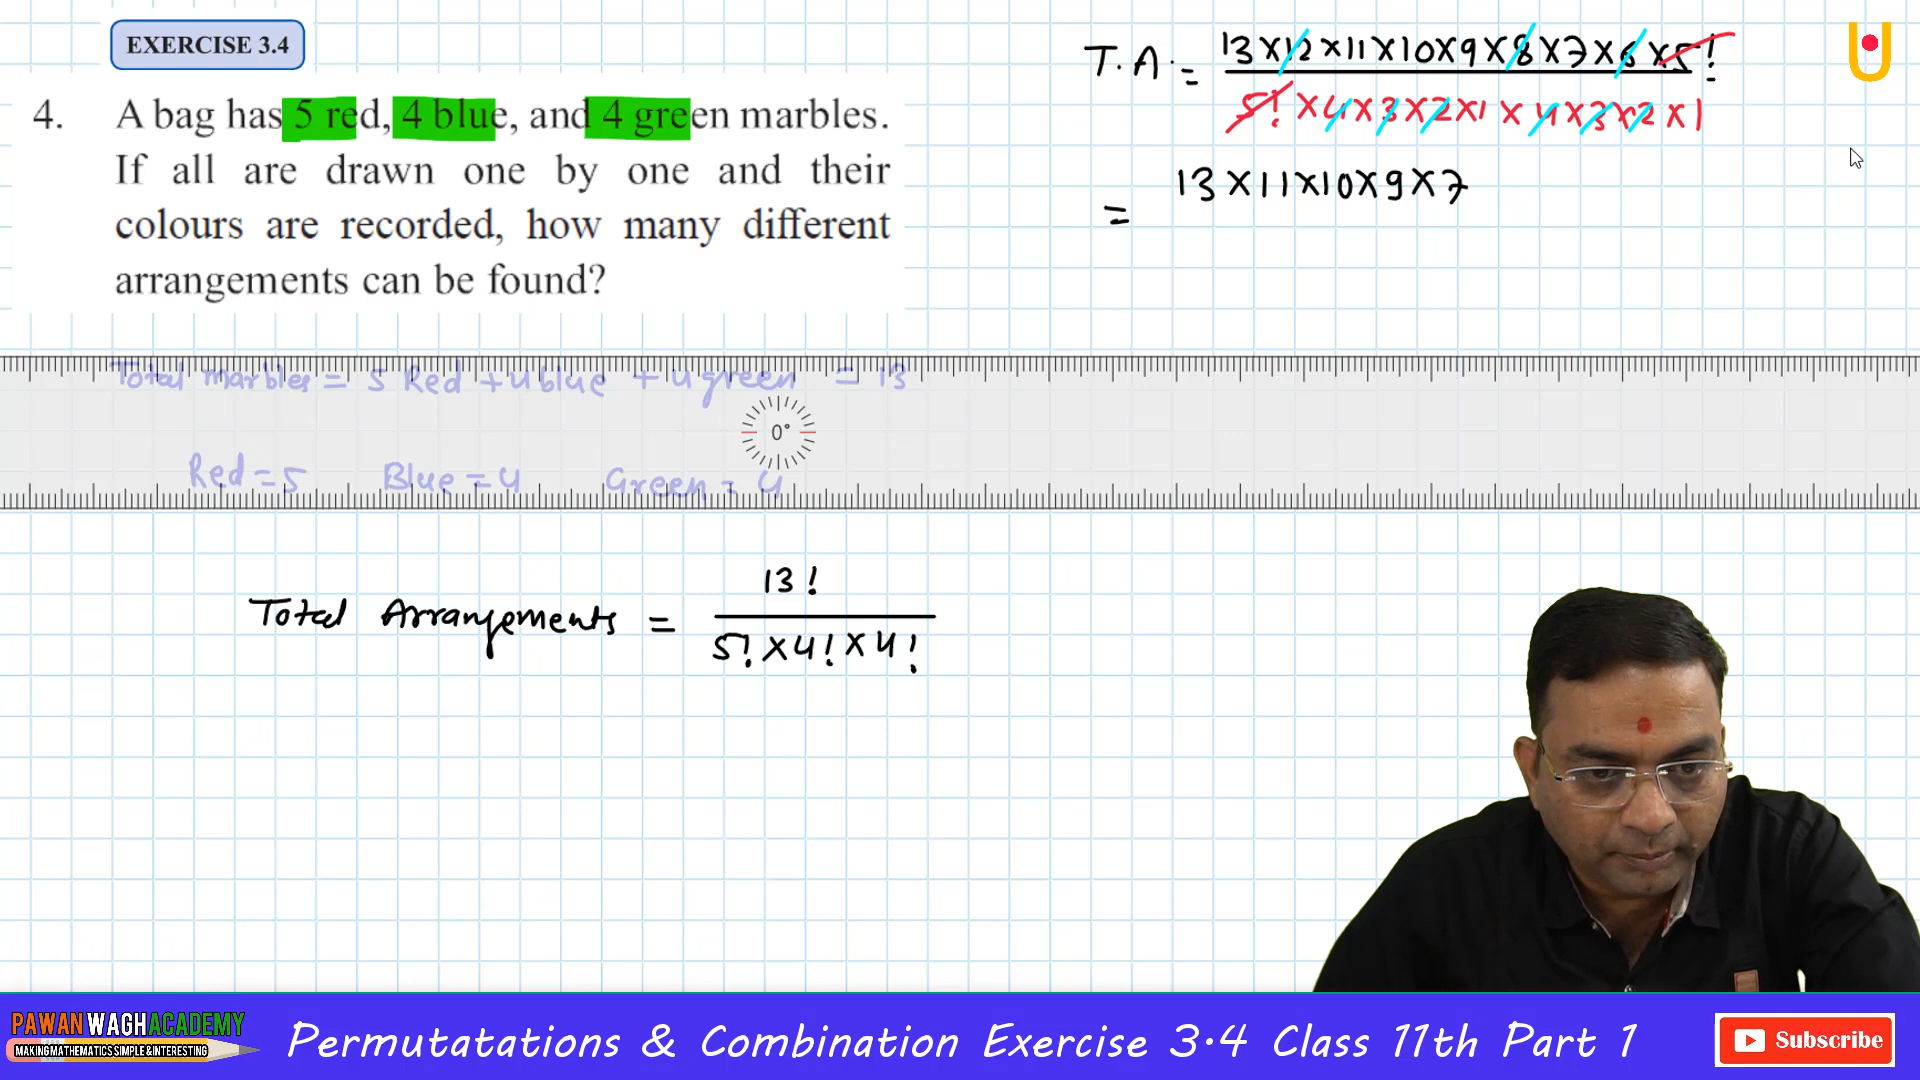 EXERCISE 3.4
4. A bag has 5 red, 4 blue, and 4 green marbles.
If all are drawn one by one and their
colours are recorded, how many different
arrangements can be found?
T.A. = 13×12×11×10×9×8×7×6×5!
5!×4×3×2×1×4×3×2×1
= 13×11×10×9×7
Total marbles = 5 Red + 4 blue + 4 green = 13
0°
Red = 5 Blue = 4 Green = 4
Total Arrangements = 13!
5!×4!×4!
PAWAN WAGH ACADEMY
MAKING MATHEMATICS SIMPLE & INTERESTING
Permutatations & Combination Exercise 3.4 Class 11th Part 1
Subscribe